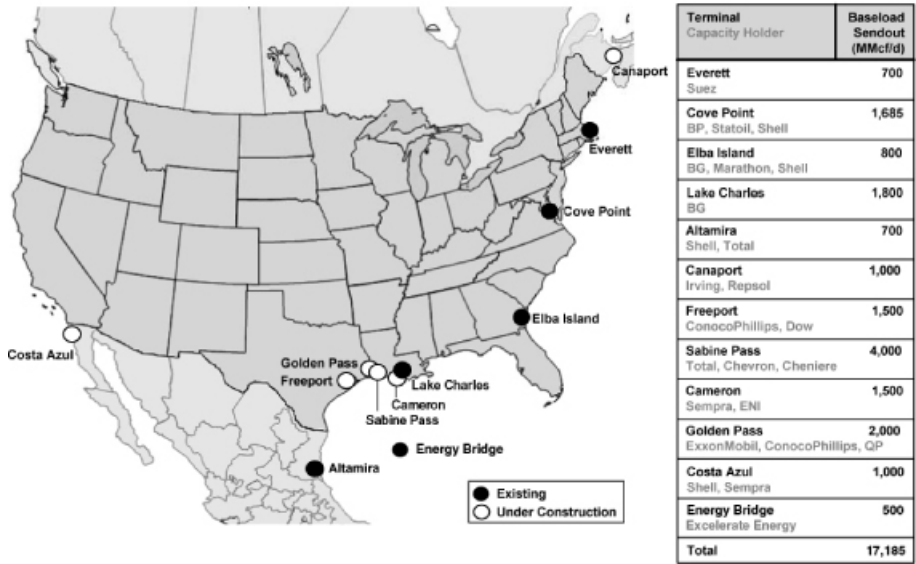 Canaport
Everett
Cove Point
Elba Island
Costa Azul
Golden Pass
Freeport
Lake Charles
Cameron
Sabine Pass
Energy Bridge
Altamira
Existing
Under Construction
Terminal
Capacity Holder
Baseload
Sendout
(MMcf/d)
Everett 700
Suez
Cove Point 1,685
BP, Statoil, Shell
Elba Island 800
BG, Marathon, Shell
Lake Charles 1,800
BG
Altamira 700
Shell, Total
Canaport 1,000
Irving, Repsol
Freeport 1,500
ConocoPhillips, Dow
Sabine Pass 4,000
Total, Chevron, Cheniere
Cameron 1,500
Sempra, ENI
Golden Pass 2,000
ExxonMobil, ConocoPhillips, QP
Costa Azul 1,000
Shell, Sempra
Energy Bridge 500
Excelerate Energy
Total 17,185